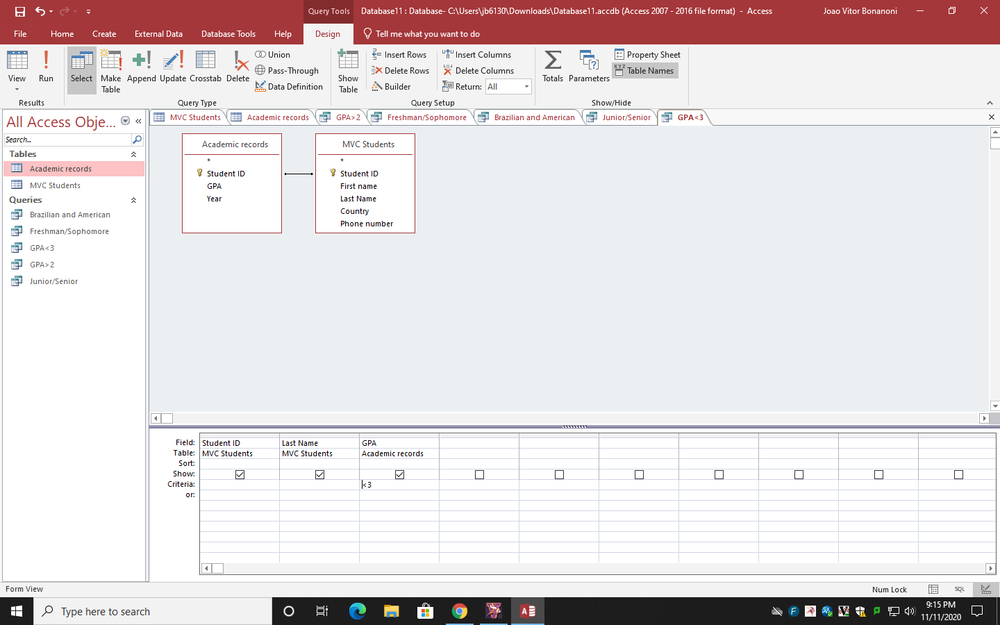 Query Tools
Database11 : Database- C:\Users\jb6130\Downloads\Database11.accdb (Access 2007 - 2016 file format)  -  Access
Joao Vitor Bonanoni
File Home Create External Data Database Tools Help Design Tell me what you want to do
View
Run
Select
Make Table
Append
Update
Crosstab
Delete
Union
Pass-Through
Data Definition
Show Table
Insert Rows
Delete Rows
Builder
Insert Columns
Delete Columns
Return: All
Totals
Parameters
Property Sheet
XYZ Table Names
Results
Query Type
Query Setup
Show/Hide
All Access Obje...
Search...
Tables
Academic records
MVC Students
Queries
Brazilian and American
Freshman/Sophomore
GPA<3
GPA>2
Junior/Senior
MVC Students
Academic records
GPA>2
Freshman/Sophomore
Brazilian and American
Junior/Senior
GPA<3
Academic records
*
Student ID
GPA
Year
MVC Students
*
Student ID
First name
Last Name
Country
Phone number
Field: Student ID Last Name GPA
Table: MVC Students MVC Students Academic records
Sort:
Show:
Criteria: <3
or:
Form View
Num Lock
SQL
Type here to search
9:15 PM
11/11/2020